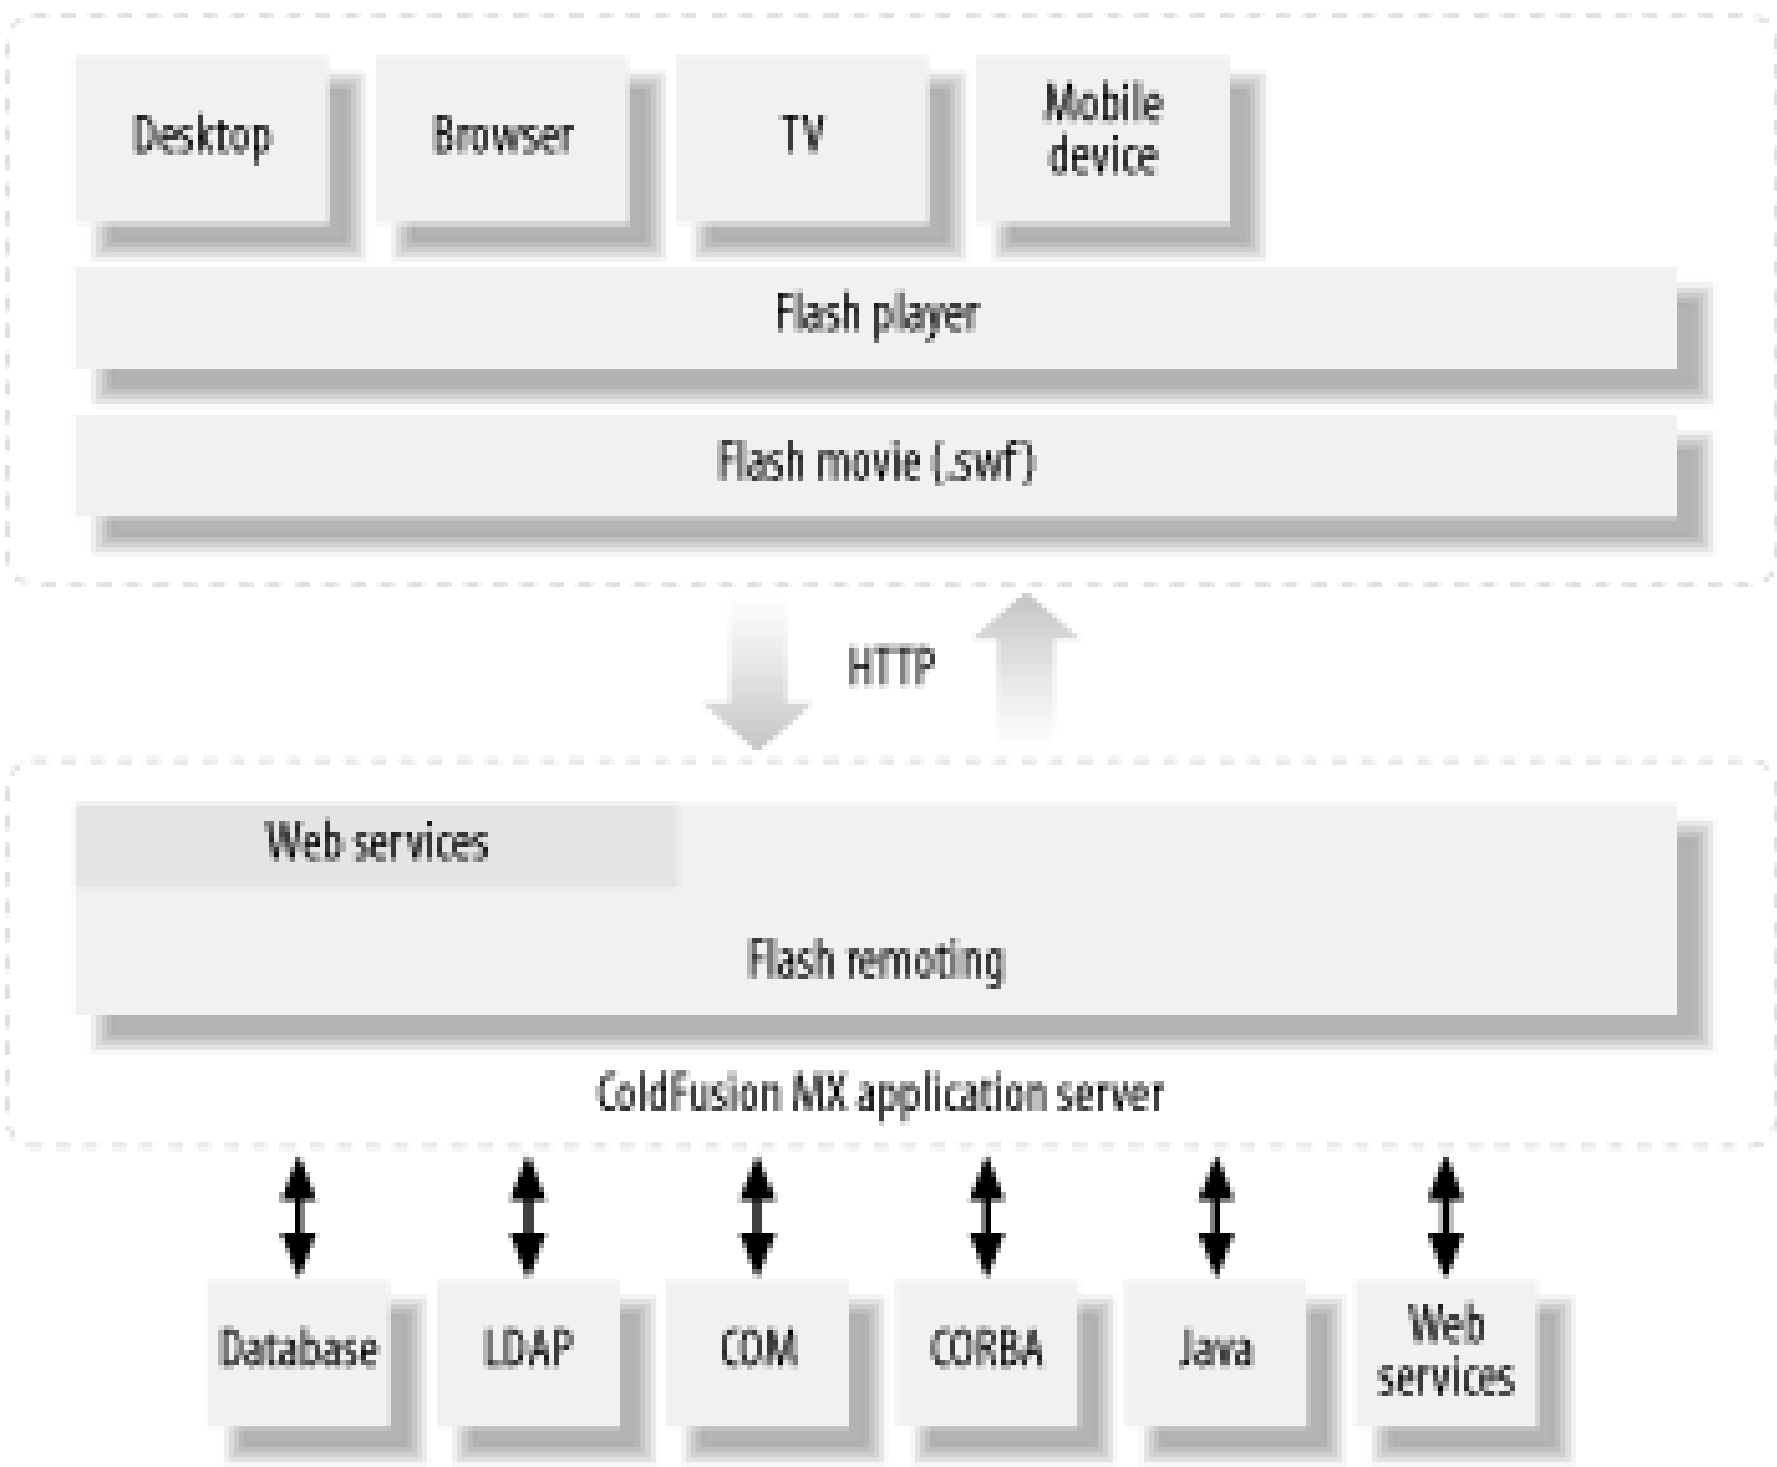 Desktop
Browser
TV
Mobile
device
Flash player
Flash movie (.swf)
HTTP
Web services
Flash remoting
ColdFusion MX application server
Database
LDAP
COM
CORBA
Java
Web
services